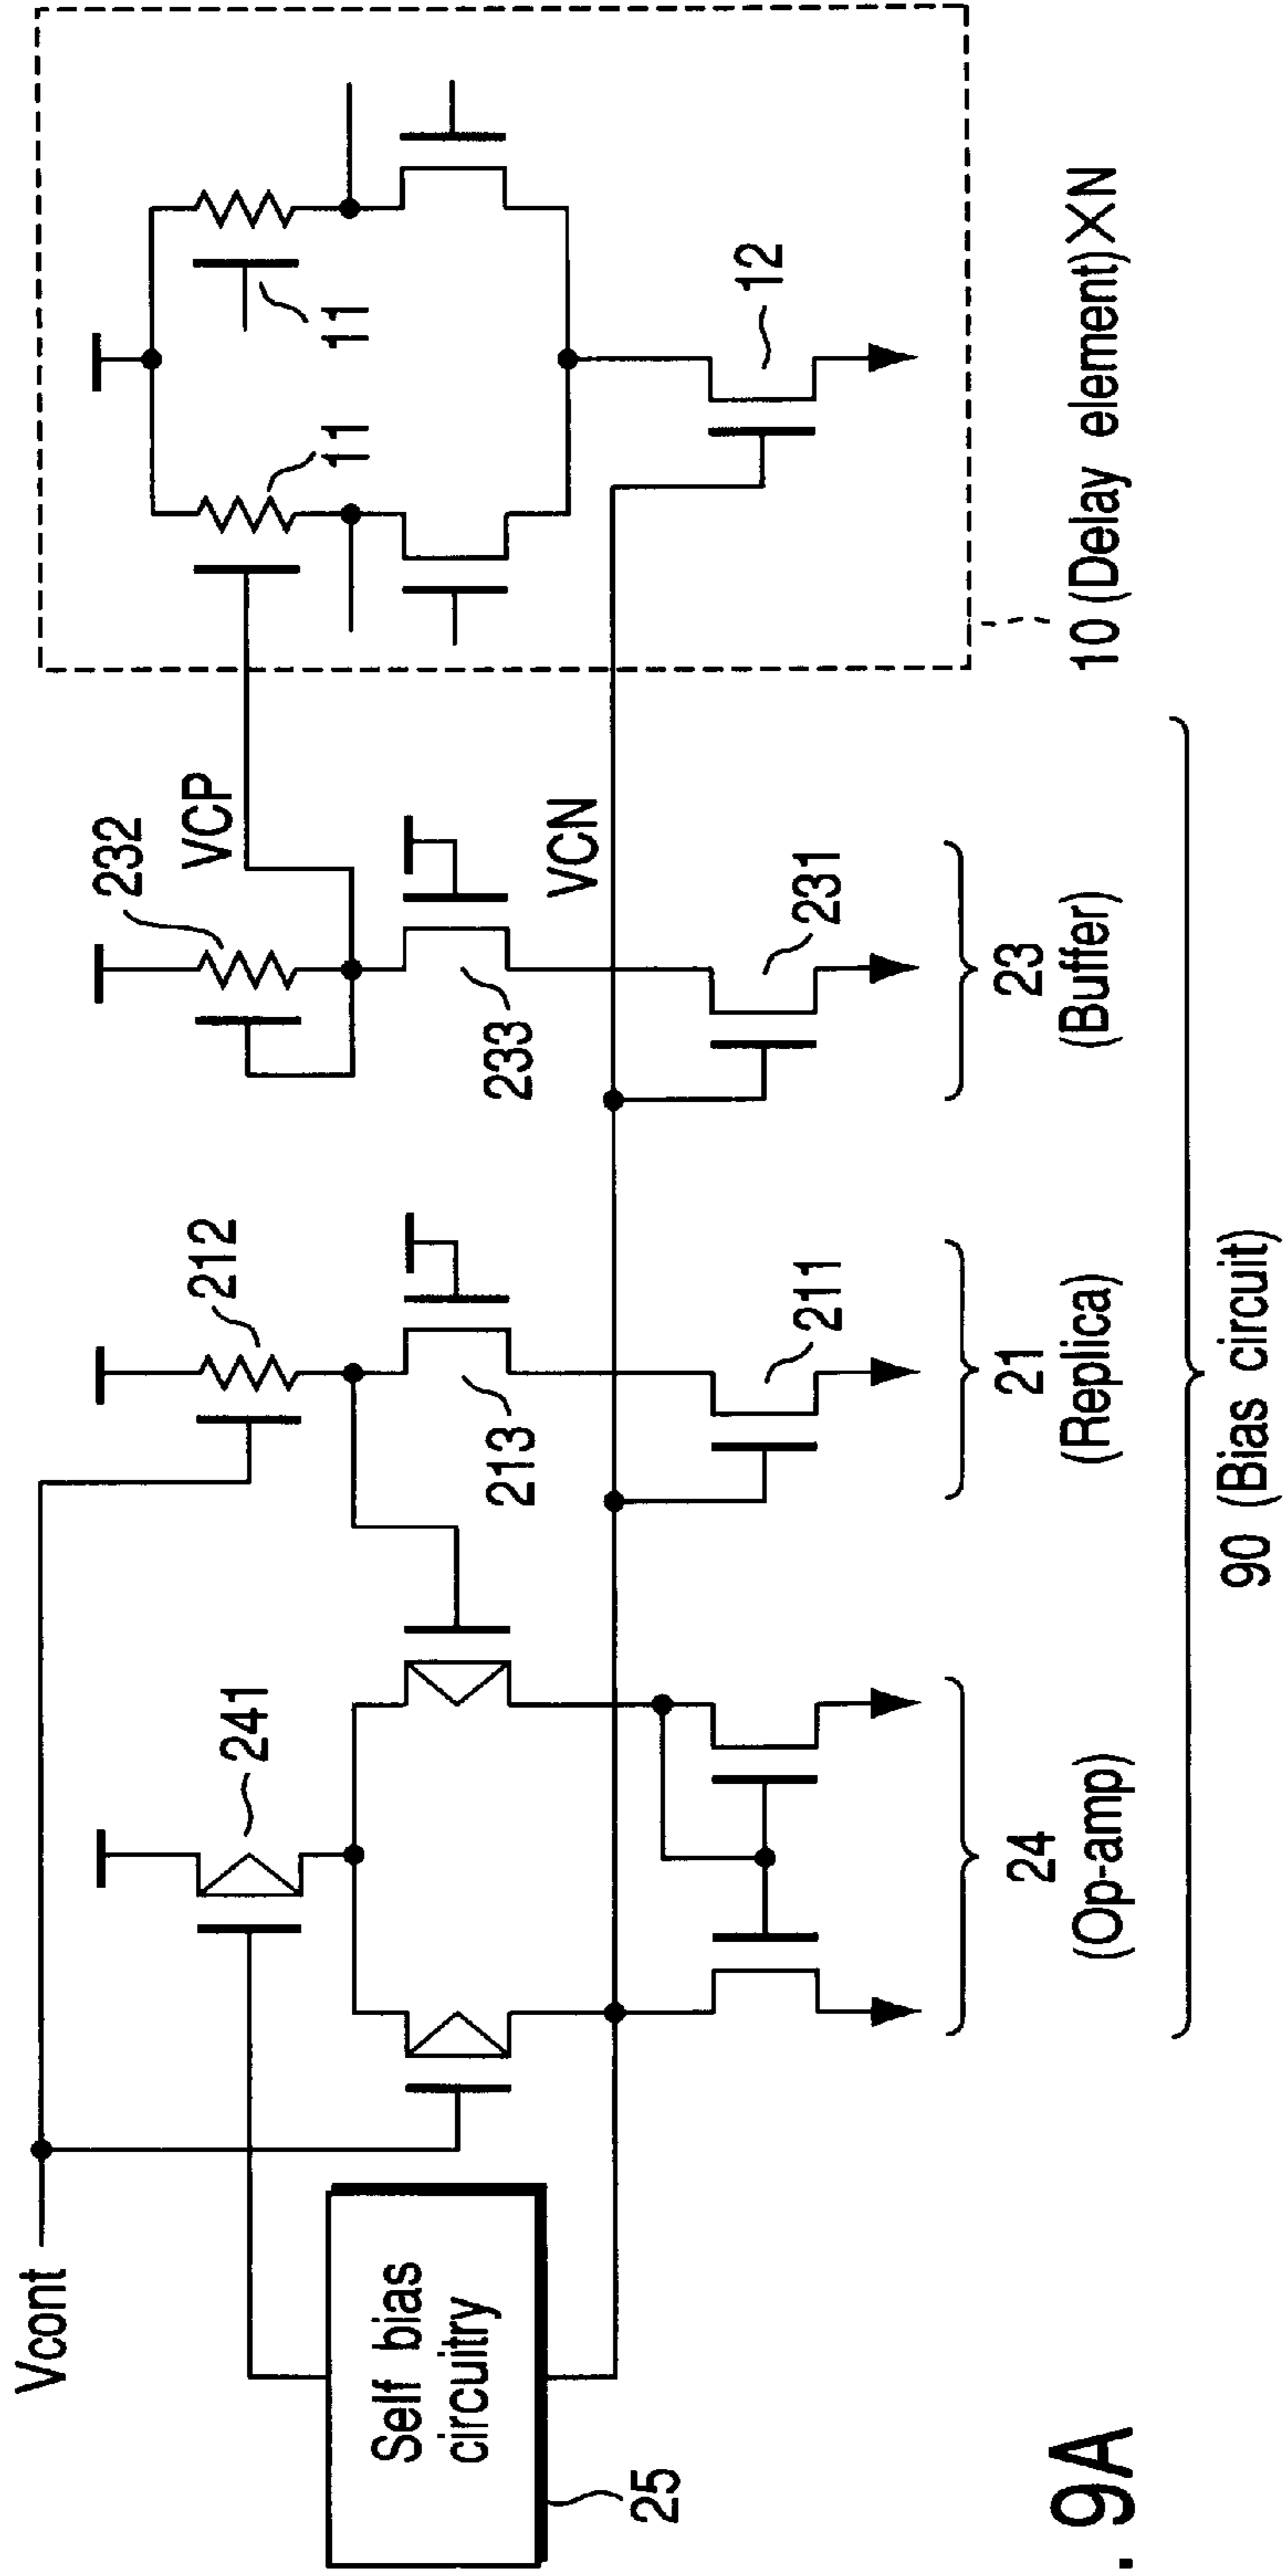 Vcont
Self bias
circuitry
25
241
24
(Op-amp)
212
213
211
21
(Replica)
232
VCP
233
VCN
231
23
(Buffer)
90 (Bias circuit)
11
11
12
10 (Delay element)×N
. 9A